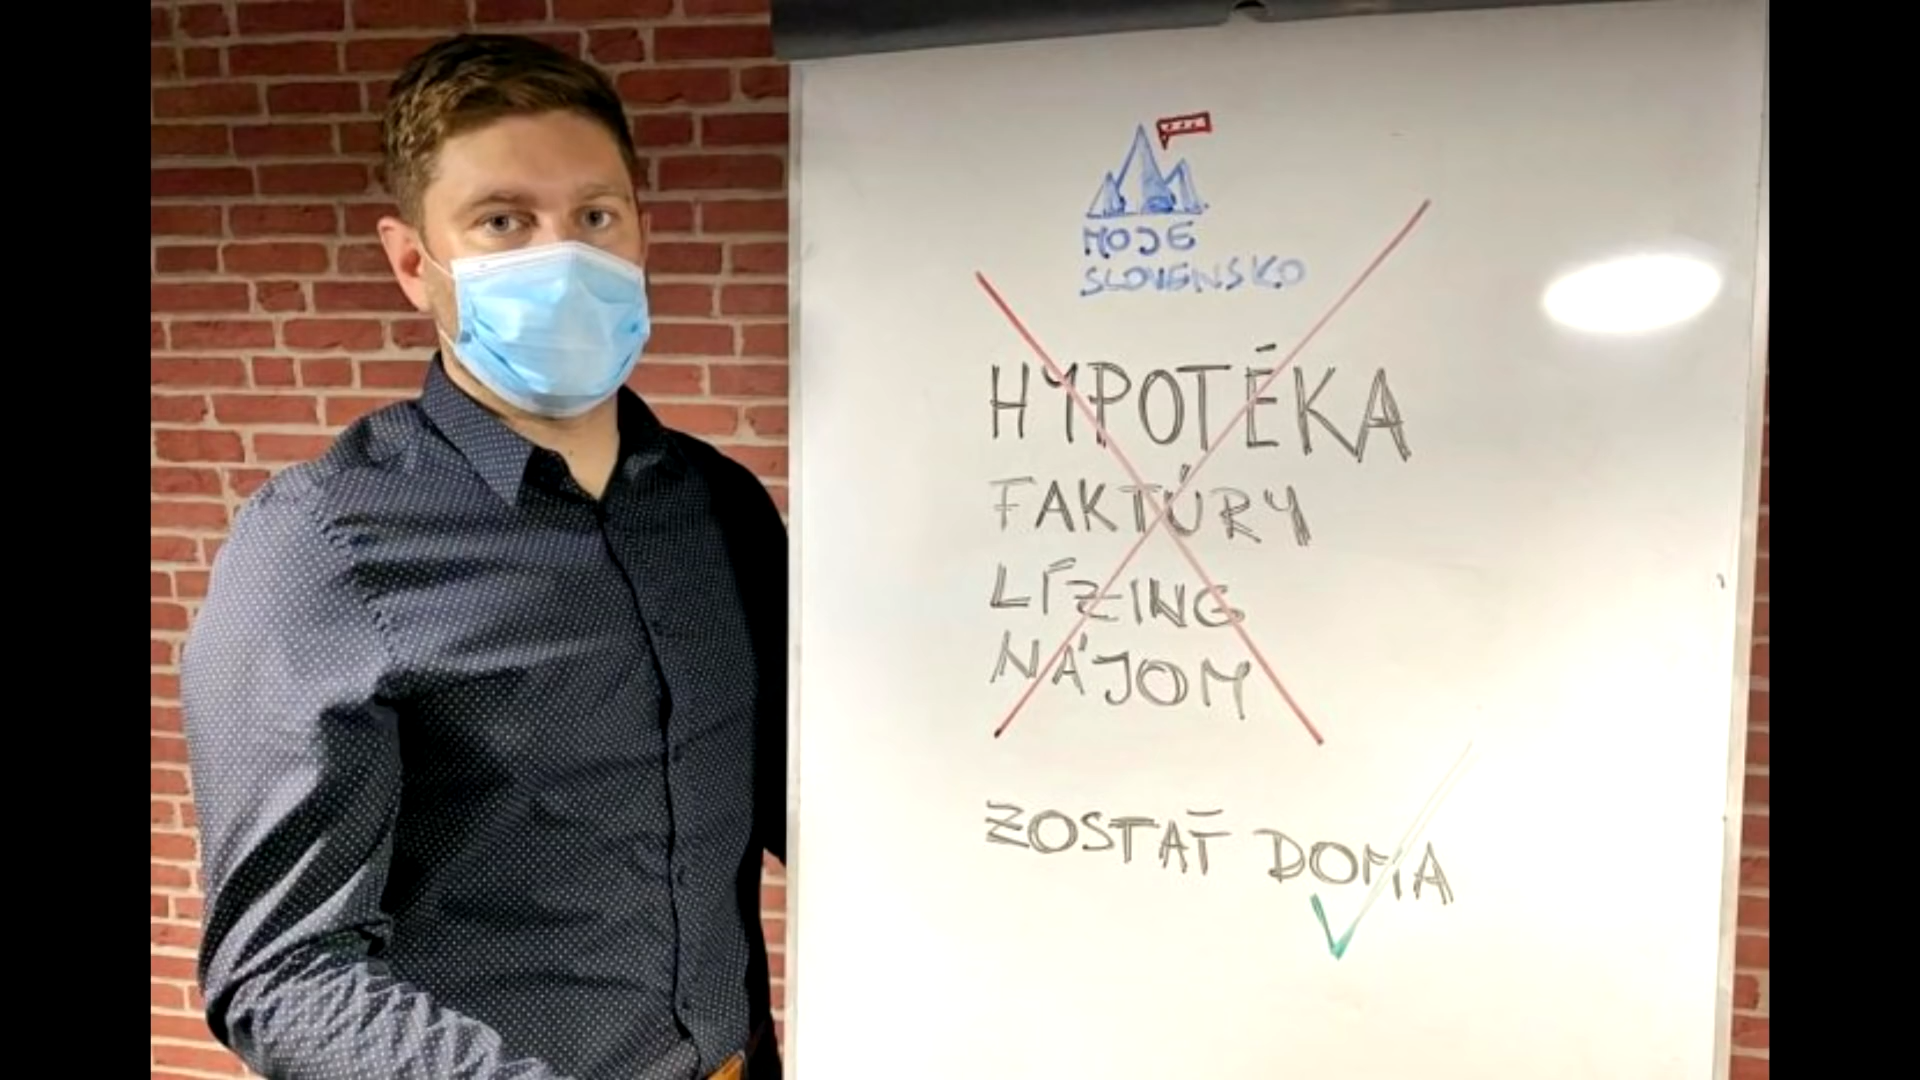 MOJE
SLOVENSKO
HYPOTÉKA
FAKTÚRY
LÍZING
NÁJOM
ZOSTAŤ DOMA